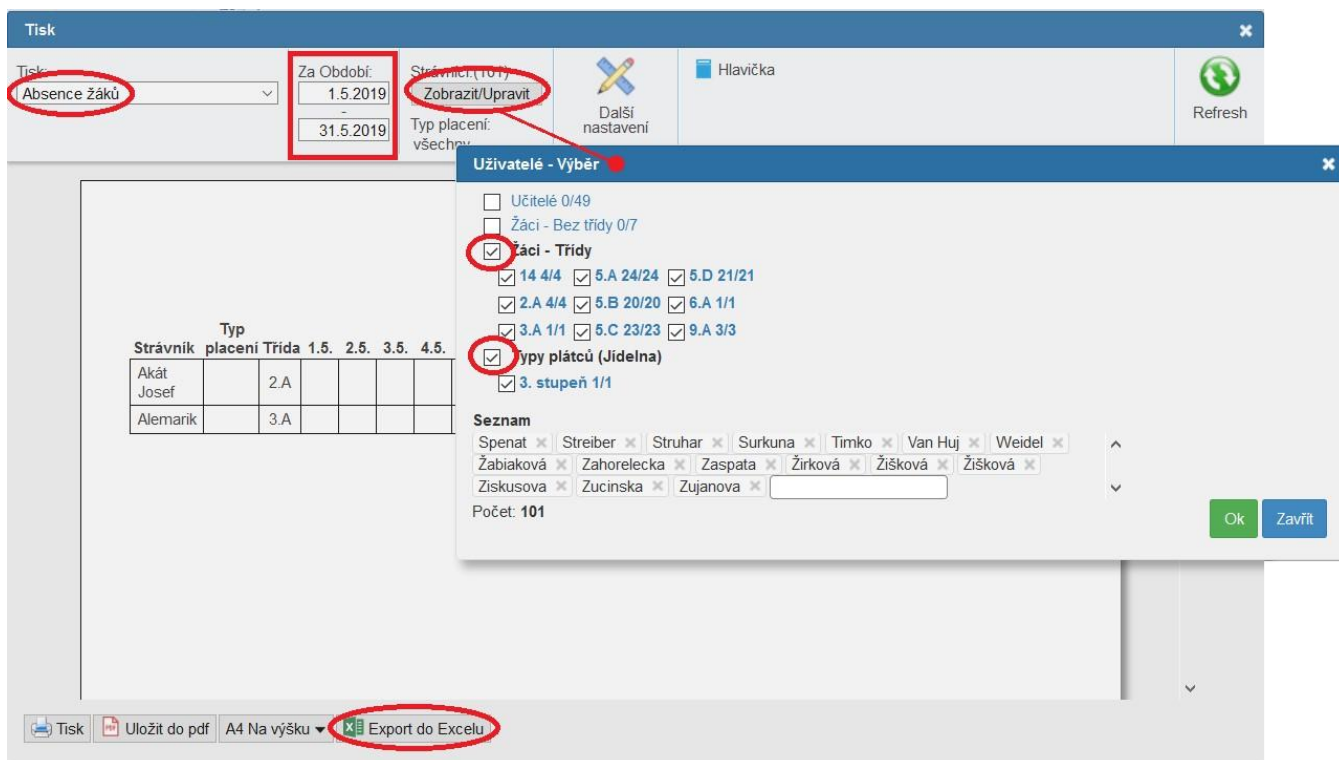 Tisk
Tisk:
Absence žáků
Za Období:
1.5.2019
-
31.5.2019
Strávníci:(101)
Zobrazit/Upravit
Typ placení:
všechny
Další
nastavení
Hlavička
Refresh
Uživatelé - Výběr
Učitelé 0/49
Žáci - Bez třídy 0/7
Žáci - Třídy
14 4/4 5.A 24/24 5.D 21/21
2.A 4/4 5.B 20/20 6.A 1/1
3.A 1/1 5.C 23/23 9.A 3/3
Typy plátců (Jídelna)
3. stupeň 1/1
Seznam
Spenat × Streiber × Struhar × Surkuna × Timko × Van Huj × Weidel ×
Žabiaková × Zahorelecka × Zaspata × Žirková × Žišková × Žišková ×
Ziskusova × Zucinska × Zujanova ×
Počet: 101
Ok Zavřít
Strávník Typ placení Třída 1.5. 2.5. 3.5. 4.5.
Akát Josef 2.A
Alemarik 3.A
Tisk Uložit do pdf A4 Na výšku Export do Excelu